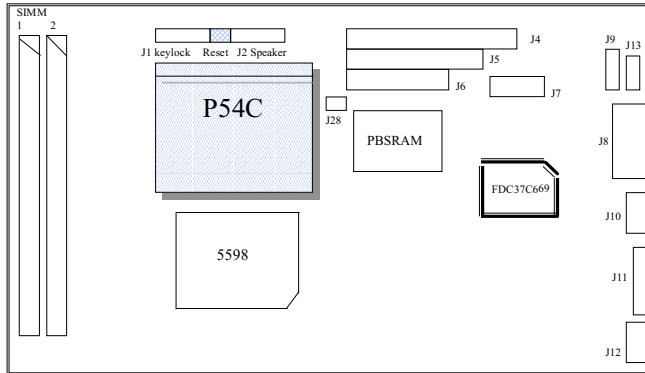 SIMM
1 2
J1 keylock Reset J2 Speaker
J4
J5
J6
J7
J9
J13
J28
P54C
PBSRAM
J8
FDC37C669
J10
5598
J11
J12